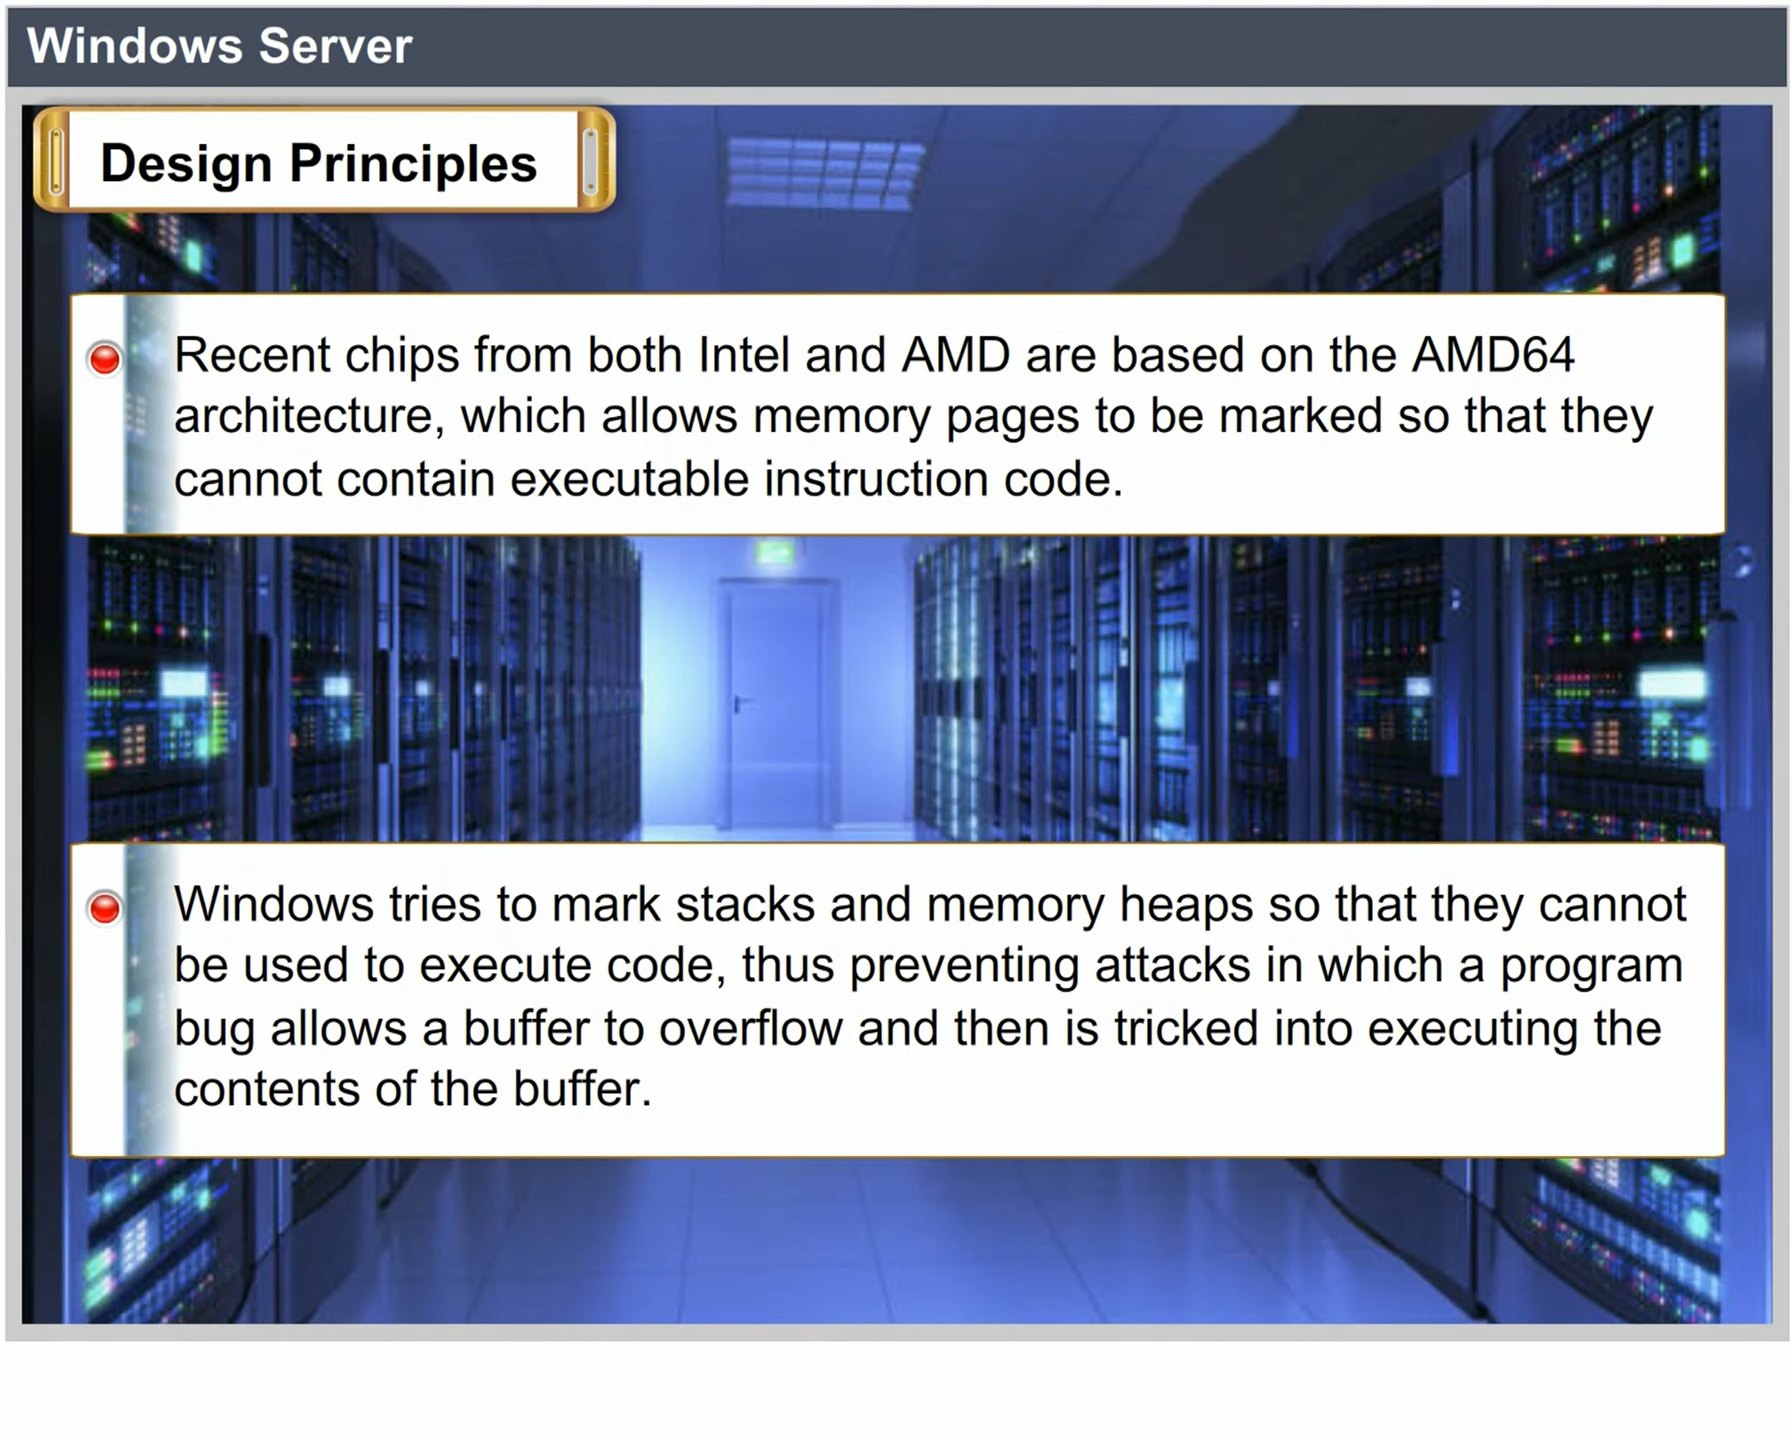 Windows Server
Design Principles
Recent chips from both Intel and AMD are based on the AMD64
architecture, which allows memory pages to be marked so that they
cannot contain executable instruction code.
Windows tries to mark stacks and memory heaps so that they cannot
be used to execute code, thus preventing attacks in which a program
bug allows a buffer to overflow and then is tricked into executing the
contents of the buffer.